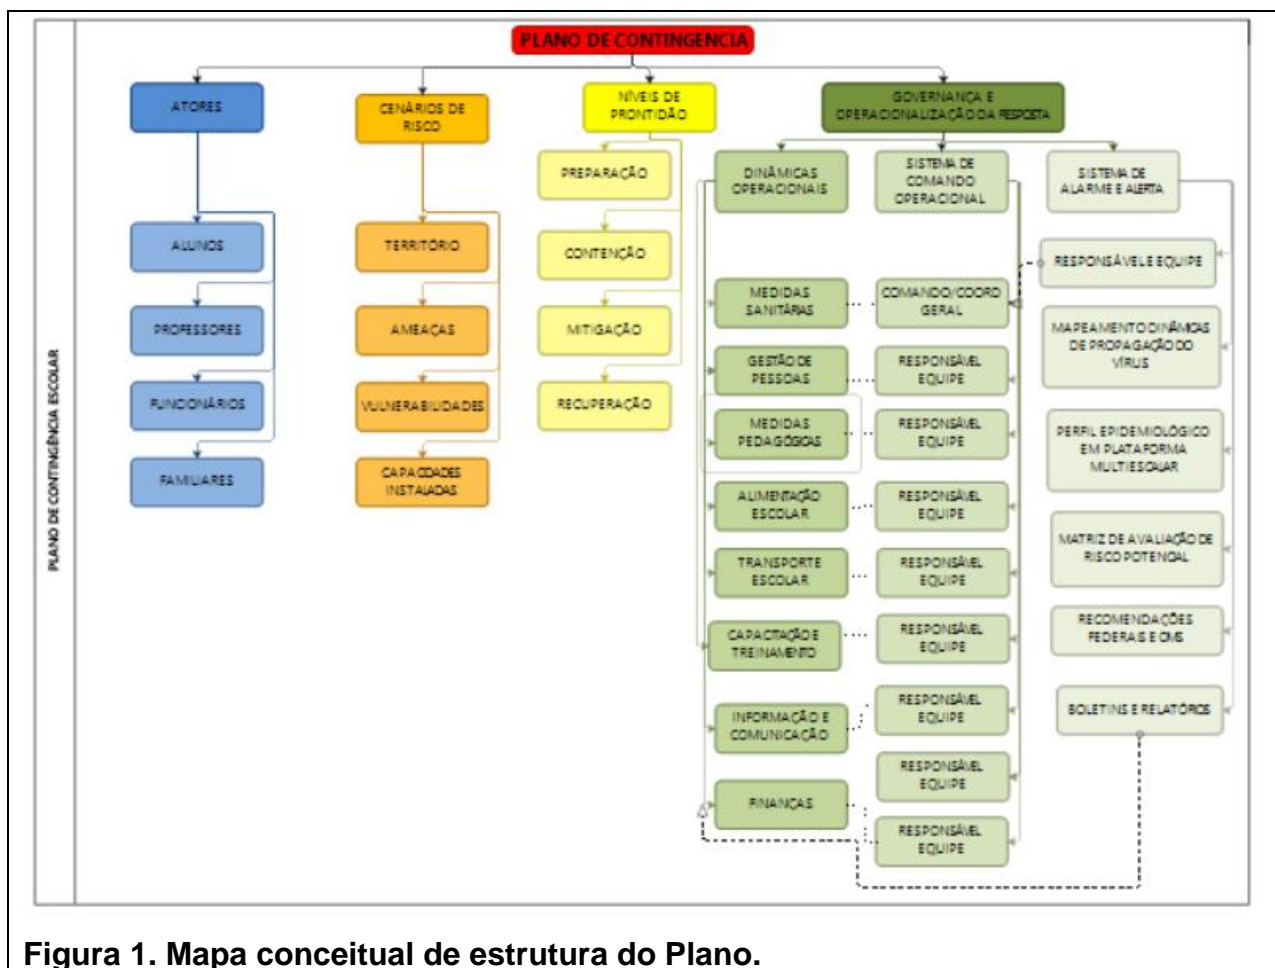 PLANO DE CONTINGENCIA
ATORES
CENÁRIOS DE
RISCO
NÍVEIS DE
PRONTIDÃO
GOVERNANÇA E
OPERACIONALIZAÇÃO DA RESPOSTA
ALUNOS
PROFESSORES
FUNCIONÁRIOS
FAMILIARES
TERRITÓRIO
AMEAÇAS
VULNERABILIDADES
CAPACIDADES
INSTALADAS
PREPARAÇÃO
CONTENÇÃO
MITIGAÇÃO
RECUPERAÇÃO
DINÂMICAS
OPERACIONAIS
MEDIDAS
SANITÁRIAS
GESTÃO DE
PESSOAS
MEDIDAS
PEDAGÓGICAS
ALIMENTAÇÃO
ESCOLAR
TRANSPORTE
ESCOLAR
CAPACITAÇÃO E
TREINAMENTO
INFORMAÇÃO E
COMUNICAÇÃO
FINANÇAS
SISTEMA DE
COMANDO
OPERACIONAL
COMANDO/COORD
GERAL
RESPONSÁVEL
EQUIPE
RESPONSÁVEL
EQUIPE
RESPONSÁVEL
EQUIPE
RESPONSÁVEL
EQUIPE
RESPONSÁVEL
EQUIPE
RESPONSÁVEL
EQUIPE
RESPONSÁVEL
EQUIPE
RESPONSÁVEL
EQUIPE
SISTEMA DE
ALARME E ALERTA
RESPONSÁVEL E EQUIPE
MAPEAMENTO DINÂMICAS
DE PROPAGAÇÃO DO
VÍRUS
PERFIL EPIDEMIOLÓGICO
EM PLATAFORMA
MULTIESCALAR
MATRIZ DE AVALIAÇÃO DE
RISCO POTENCIAL
RECOMENDAÇÕES
FEDERAIS E OMS
BOLETINS E RELATÓRIOS
PLANO DE CONTINGÊNCIA ESCOLAR
Figura 1. Mapa conceitual de estrutura do Plano.